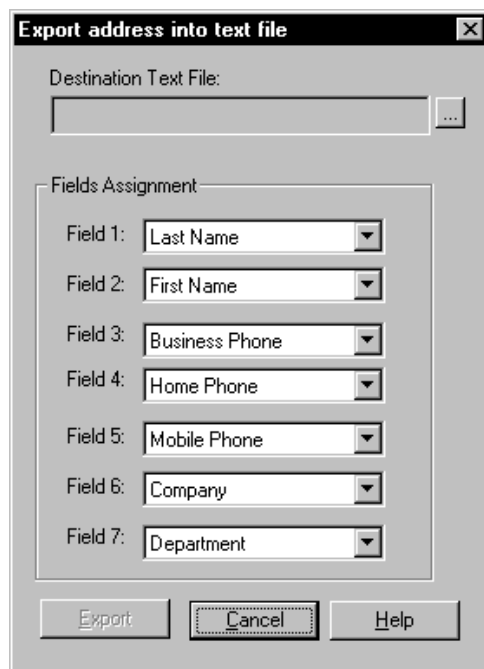 Export address into text file
Destination Text File:
...
Fields Assignment
Field 1: Last Name
Field 2: First Name
Field 3: Business Phone
Field 4: Home Phone
Field 5: Mobile Phone
Field 6: Company
Field 7: Department
Export Cancel Help